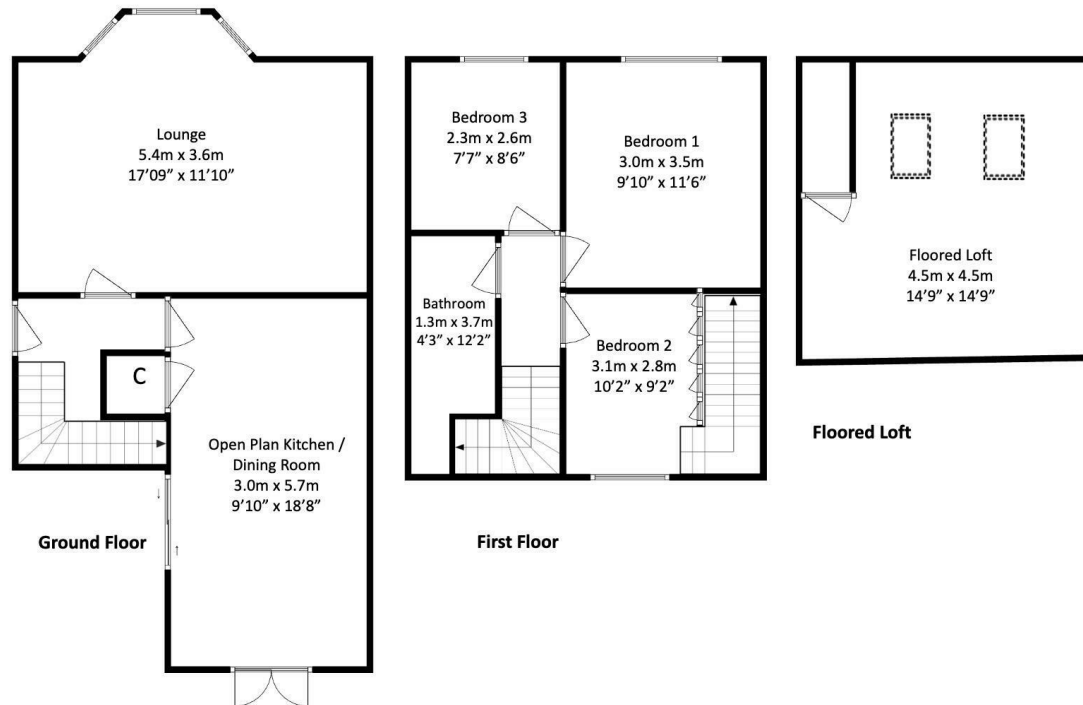 Lounge
5.4m x 3.6m
17’09” x 11’10”
C
Open Plan Kitchen /
Dining Room
3.0m x 5.7m
9’10” x 18’8”
Ground Floor
Bedroom 3
2.3m x 2.6m
7’7” x 8’6”
Bedroom 1
3.0m x 3.5m
9’10” x 11’6”
Bathroom
1.3m x 3.7m
4’3” x 12’2”
Bedroom 2
3.1m x 2.8m
10’2” x 9’2”
First Floor
Floored Loft
4.5m x 4.5m
14’9” x 14’9”
Floored Loft